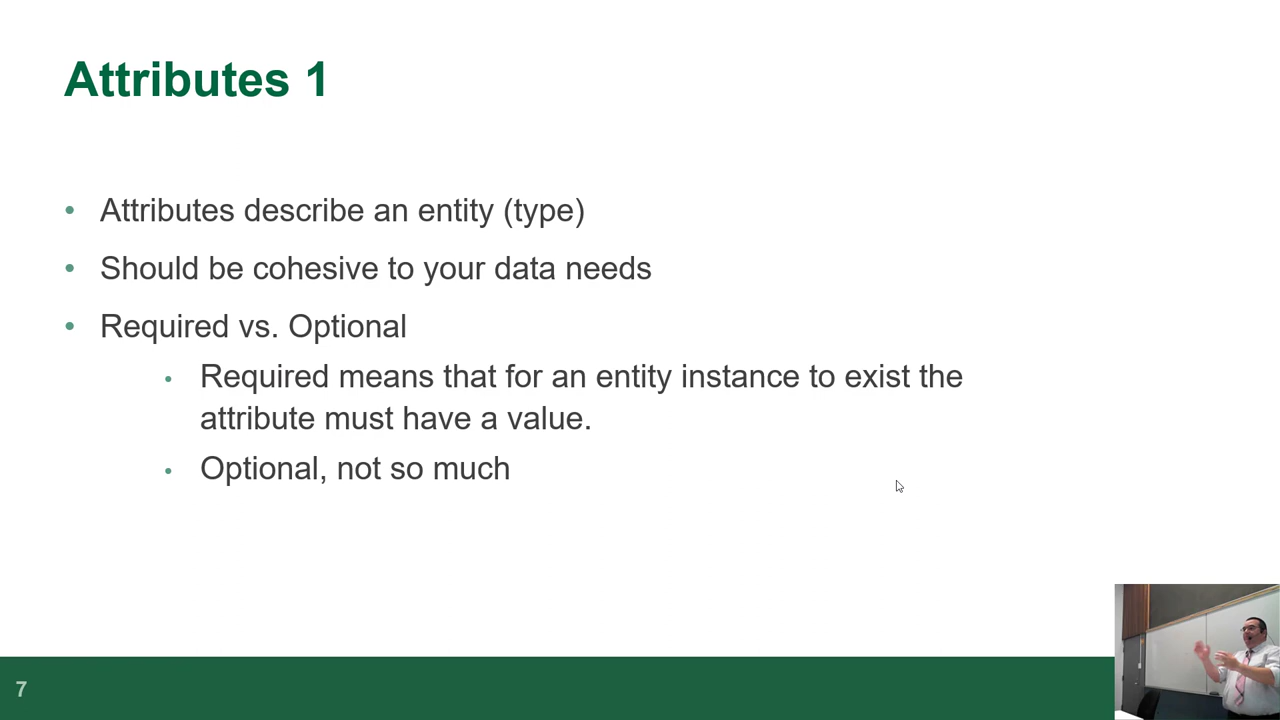 Attributes 1
• Attributes describe an entity (type)
• Should be cohesive to your data needs
• Required vs. Optional
• Required means that for an entity instance to exist the
attribute must have a value.
• Optional, not so much
7